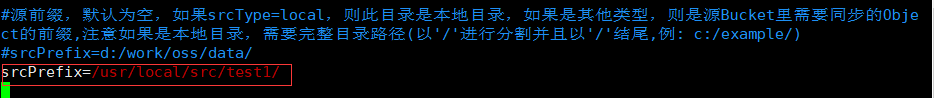 #源前缀，默认为空，如果srcType=local，则此目录是本地目录，如果是其他类型，则是源Bucket里需要同步的Obje
ct的前缀,注意如果是本地目录，需要完整目录路径(以'/'进行分割并且以'/'结尾,例: c:/example/)
#srcPrefix=d:/work/oss/data/
srcPrefix=/usr/local/src/test1/